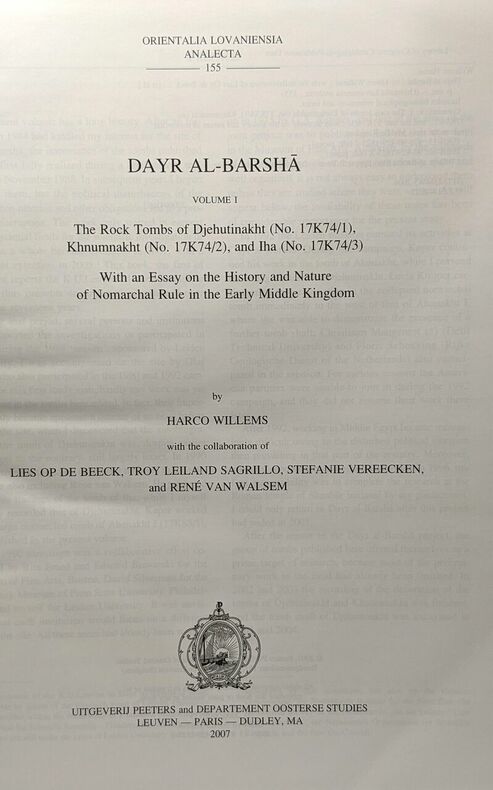 ORIENTALIA LOVANIENSIA
ANALECTA
155
DAYR AL-BARSHĀ
VOLUME I
The Rock Tombs of Djehutinakht (No. 17K74/1),
Khnumnakht (No. 17K74/2), and Iha (No. 17K74/3)
With an Essay on the History and Nature
of Nomarchal Rule in the Early Middle Kingdom
by
HARCO WILLEMS
with the collaboration of
LIES OP DE BEECK, TROY LEILAND SAGRILLO, STEFANIE VEREECKEN,
and RENÉ VAN WALSEM
UITGEVERIJ PEETERS and DEPARTEMENT OOSTERSE STUDIES
LEUVEN — PARIS — DUDLEY, MA
2007